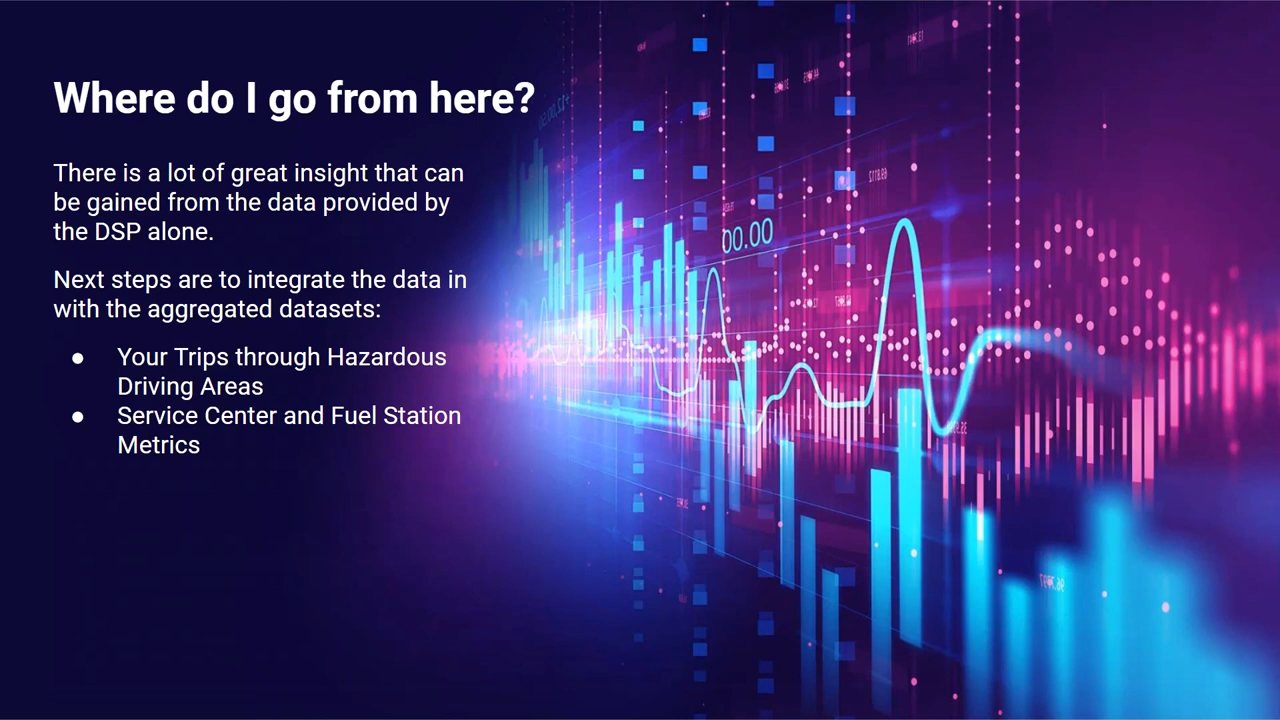 Where do I go from here?
There is a lot of great insight that can
be gained from the data provided by
the DSP alone.
Next steps are to integrate the data in
with the aggregated datasets:
● Your Trips through Hazardous
Driving Areas
● Service Center and Fuel Station
Metrics
00.00